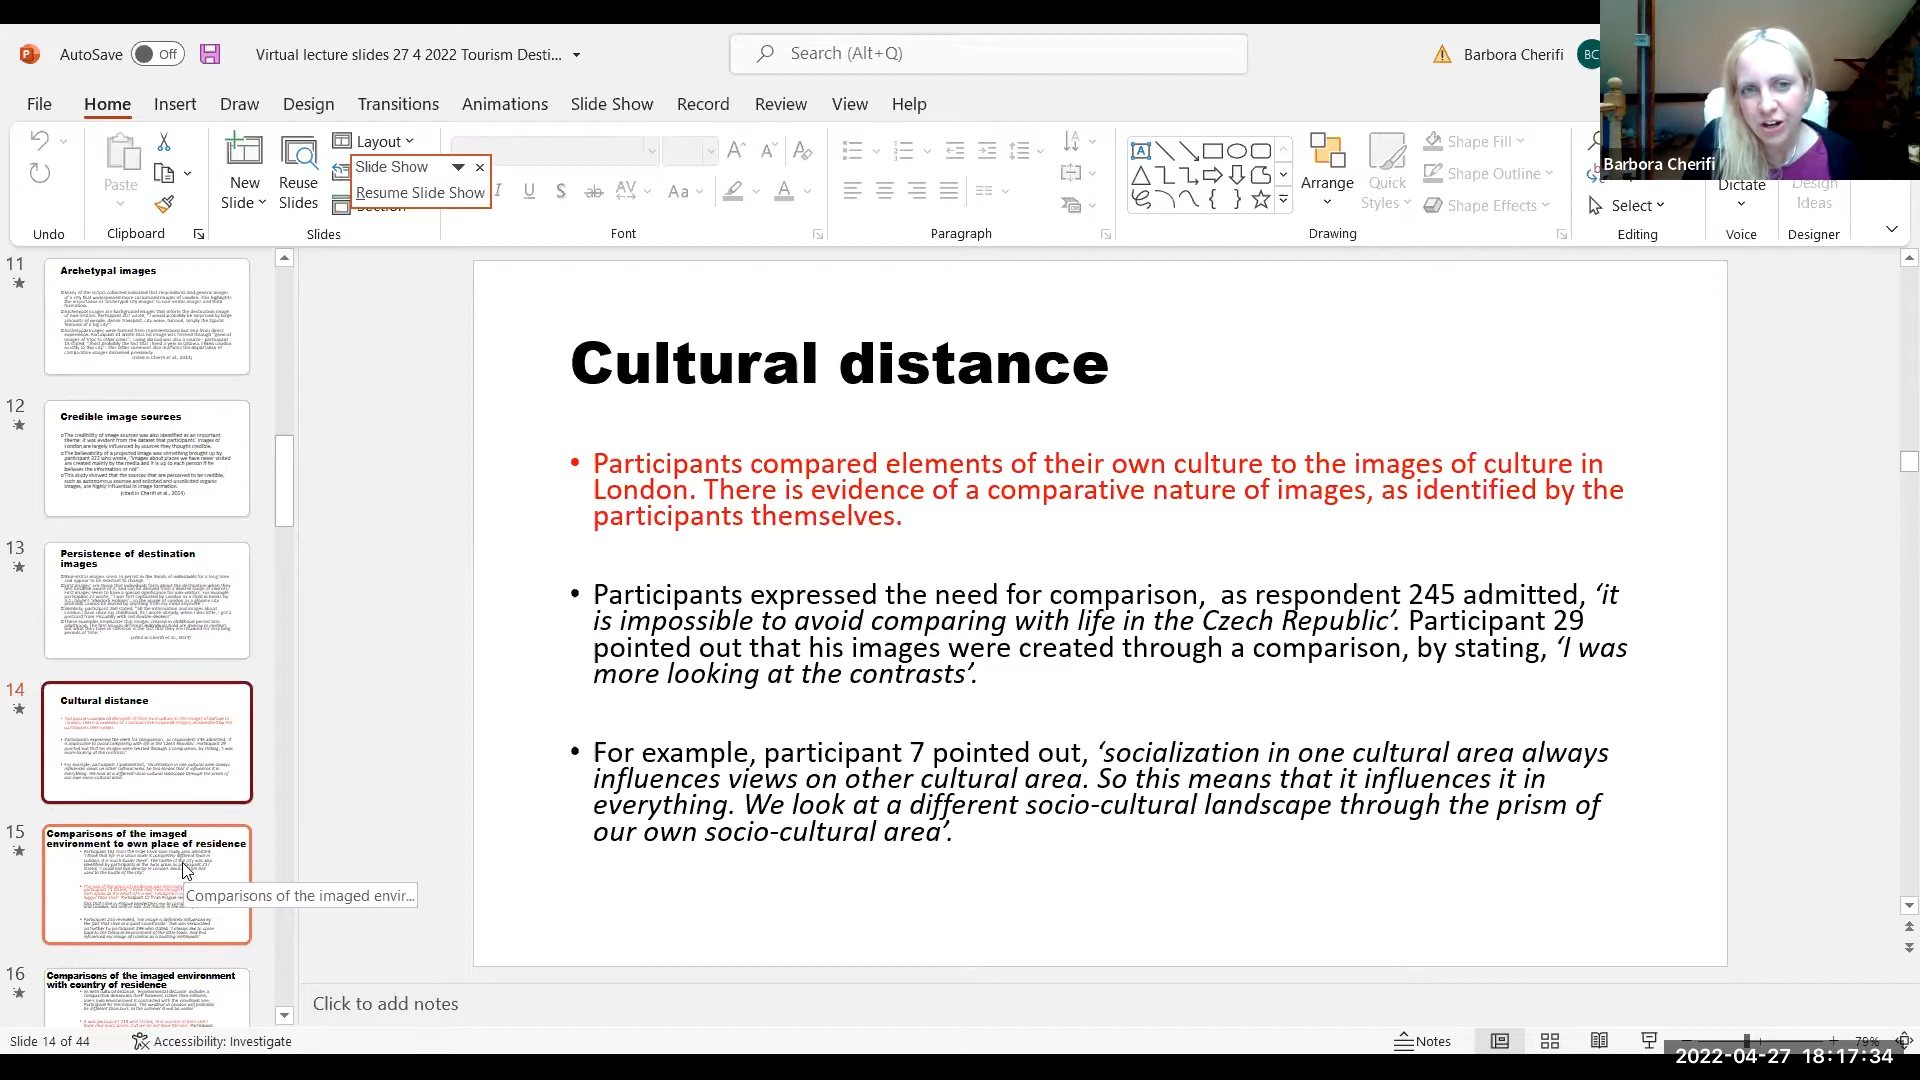 AutoSave Off Virtual lecture slides 27 4 2022 Tourism Desti... Search (Alt+Q) Barbora Cherifi BC
File Home Insert Draw Design Transitions Animations Slide Show Record Review View Help
Barbora Cherifi
Paste
New Slide
Reuse Slides
Layout
Slide Show
Resume Slide Show
Section
Shape Fill
Shape Outline
Shape Effects
Arrange
Quick Styles
Select
Dictate
Design Ideas
Undo Clipboard Slides Font Paragraph Drawing Editing Voice Designer
11
Archetypal images
12
Credible image sources
13
Persistence of destination
images
14
Cultural distance
15
Comparisons of the imaged
environment to own place of residence
Comparisons of the imaged envir...
16
Comparisons of the imaged environment
with country of residence
Cultural distance
• Participants compared elements of their own culture to the images of culture in
London. There is evidence of a comparative nature of images, as identified by the
participants themselves.
• Participants expressed the need for comparison, as respondent 245 admitted, ‘it
is impossible to avoid comparing with life in the Czech Republic’. Participant 29
pointed out that his images were created through a comparison, by stating, ‘I was
more looking at the contrasts’.
• For example, participant 7 pointed out, ‘socialization in one cultural area always
influences views on other cultural area. So this means that it influences it in
everything. We look at a different socio-cultural landscape through the prism of
our own socio-cultural area’.
Click to add notes
Slide 14 of 44 Accessibility: Investigate Notes 79%
2022-04-27 18:17:34